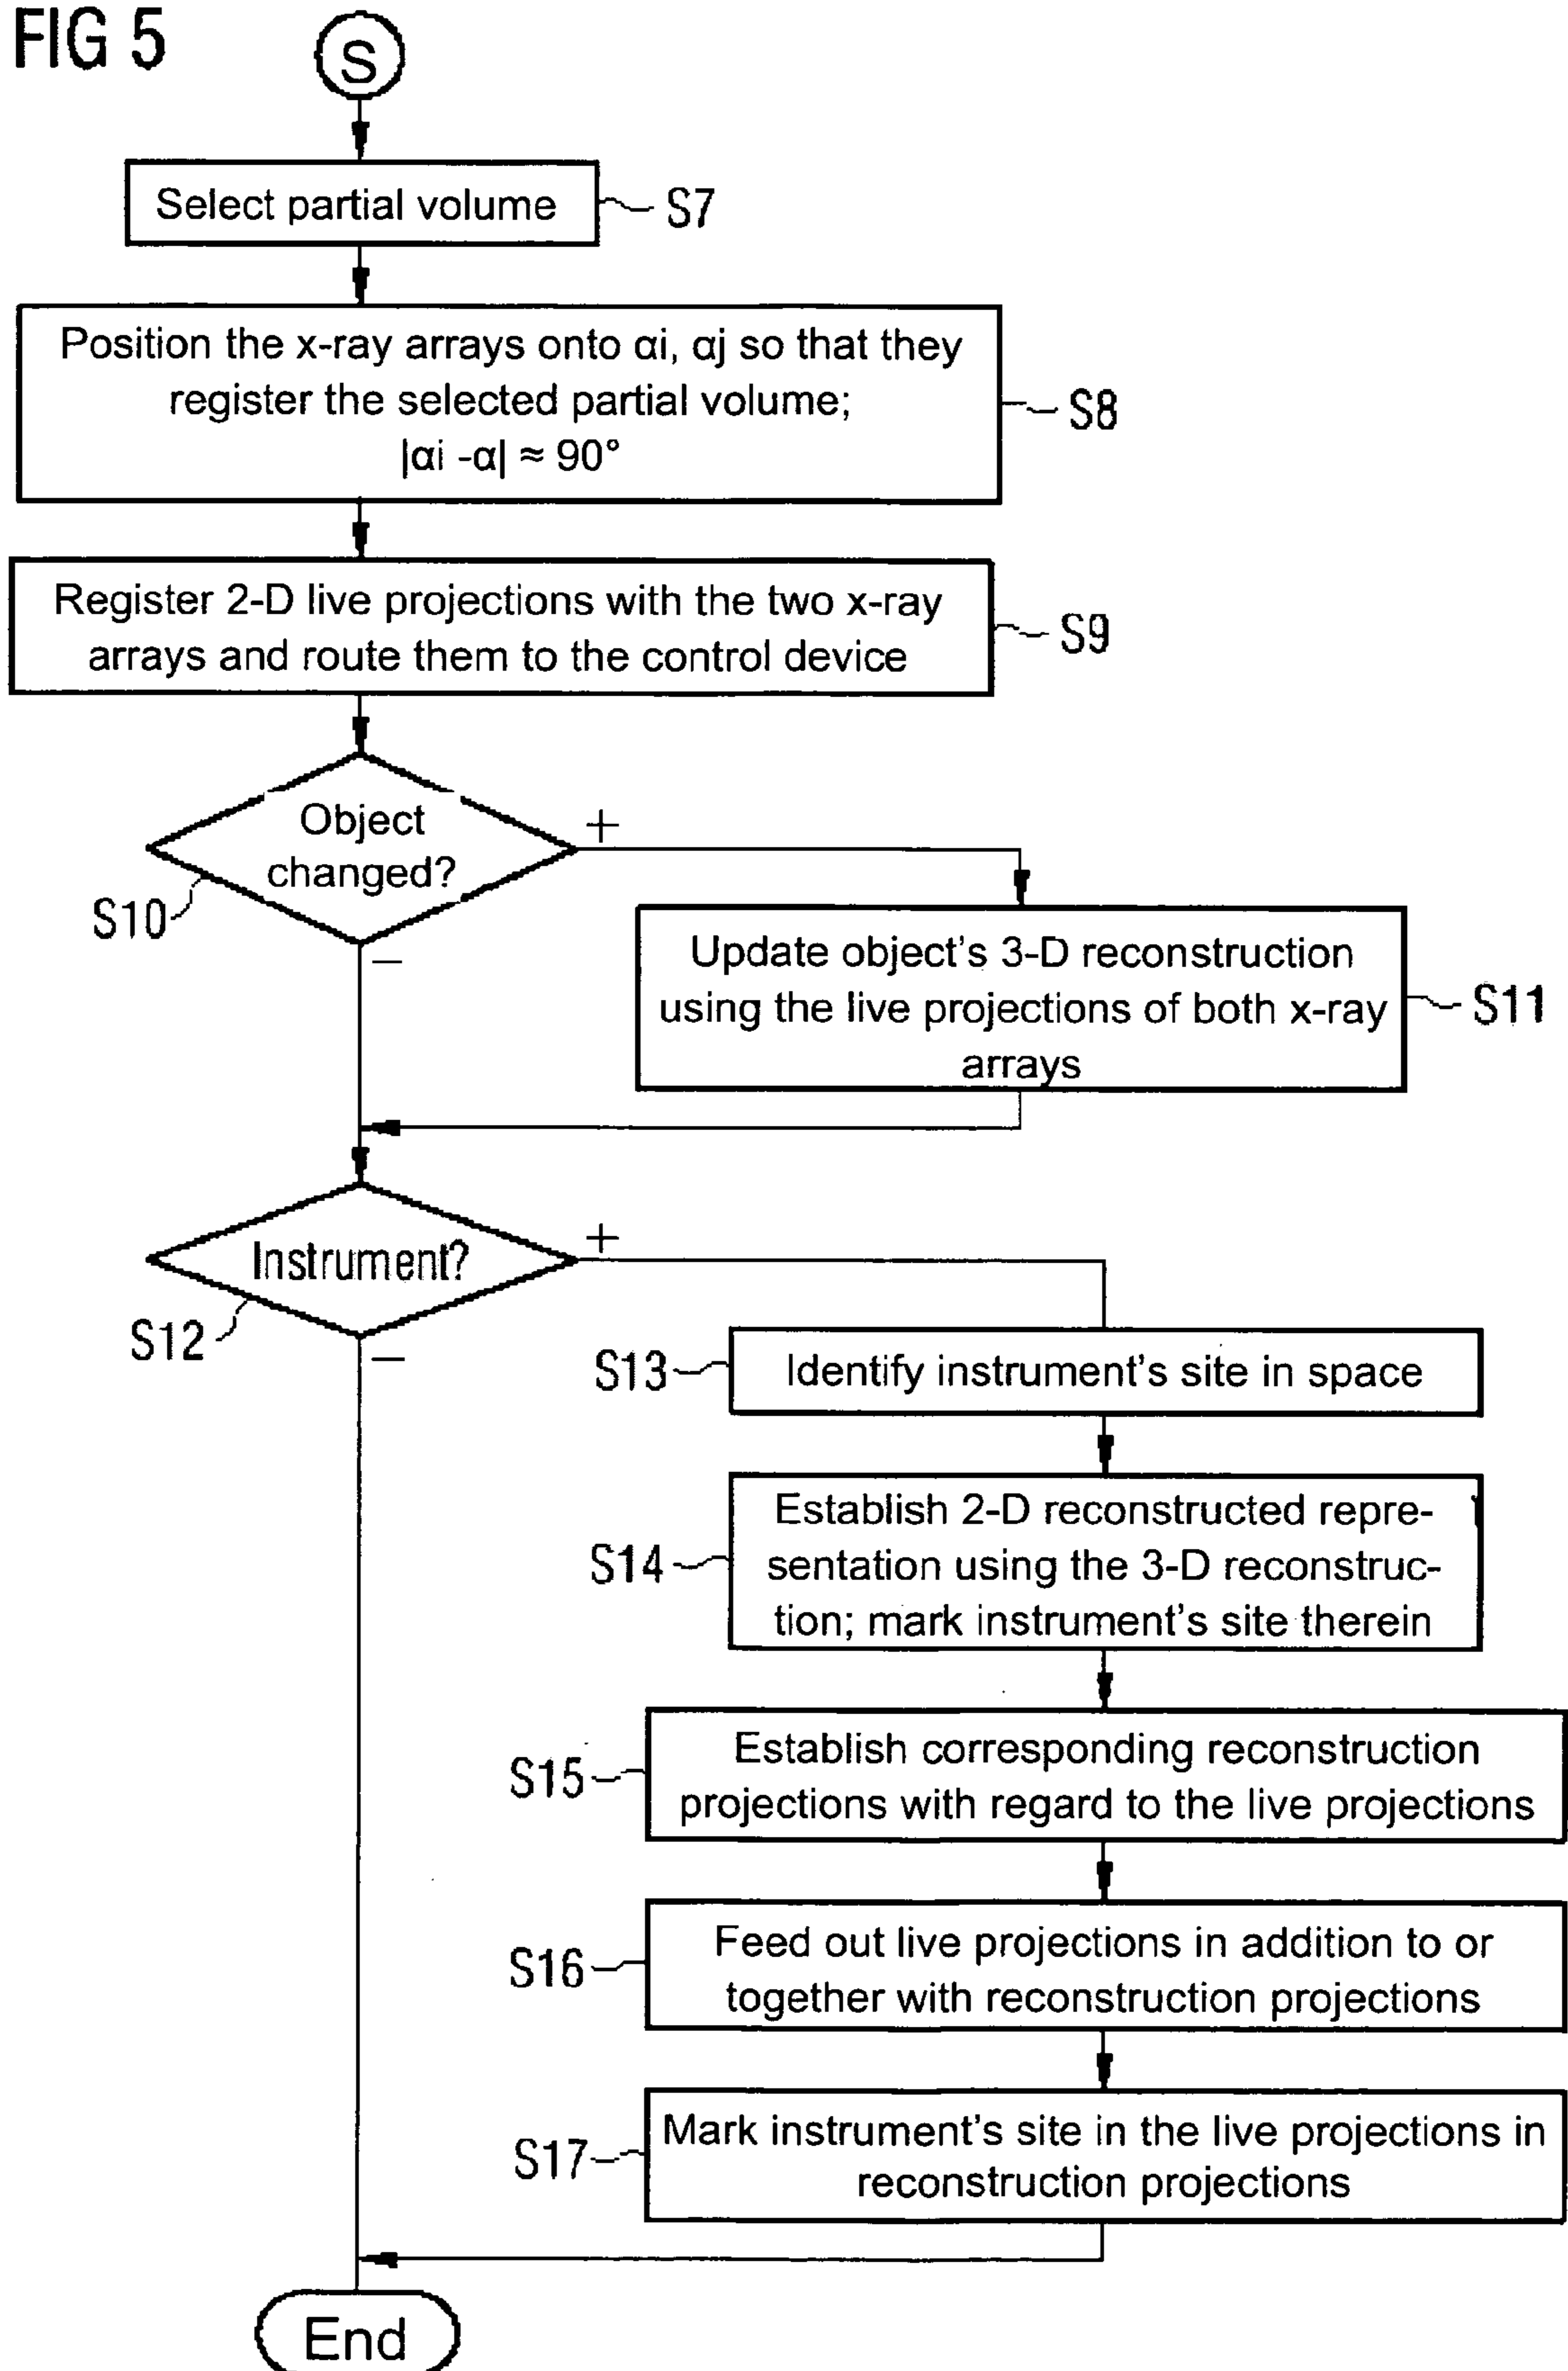 FIG 5
S
Select partial volume
S7
Position the x-ray arrays onto αi, αj so that they
register the selected partial volume;
|αi -α| ≈ 90°
S8
Register 2-D live projections with the two x-ray
arrays and route them to the control device
S9
Object
changed?
+
S10
–
Update object's 3-D reconstruction
using the live projections of both x-ray
arrays
S11
Instrument?
+
S12
–
S13
Identify instrument's site in space
S14
Establish 2-D reconstructed repre-
sentation using the 3-D reconstruc-
tion; mark instrument's site therein
S15
Establish corresponding reconstruction
projections with regard to the live projections
S16
Feed out live projections in addition to or
together with reconstruction projections
S17
Mark instrument's site in the live projections in
reconstruction projections
End